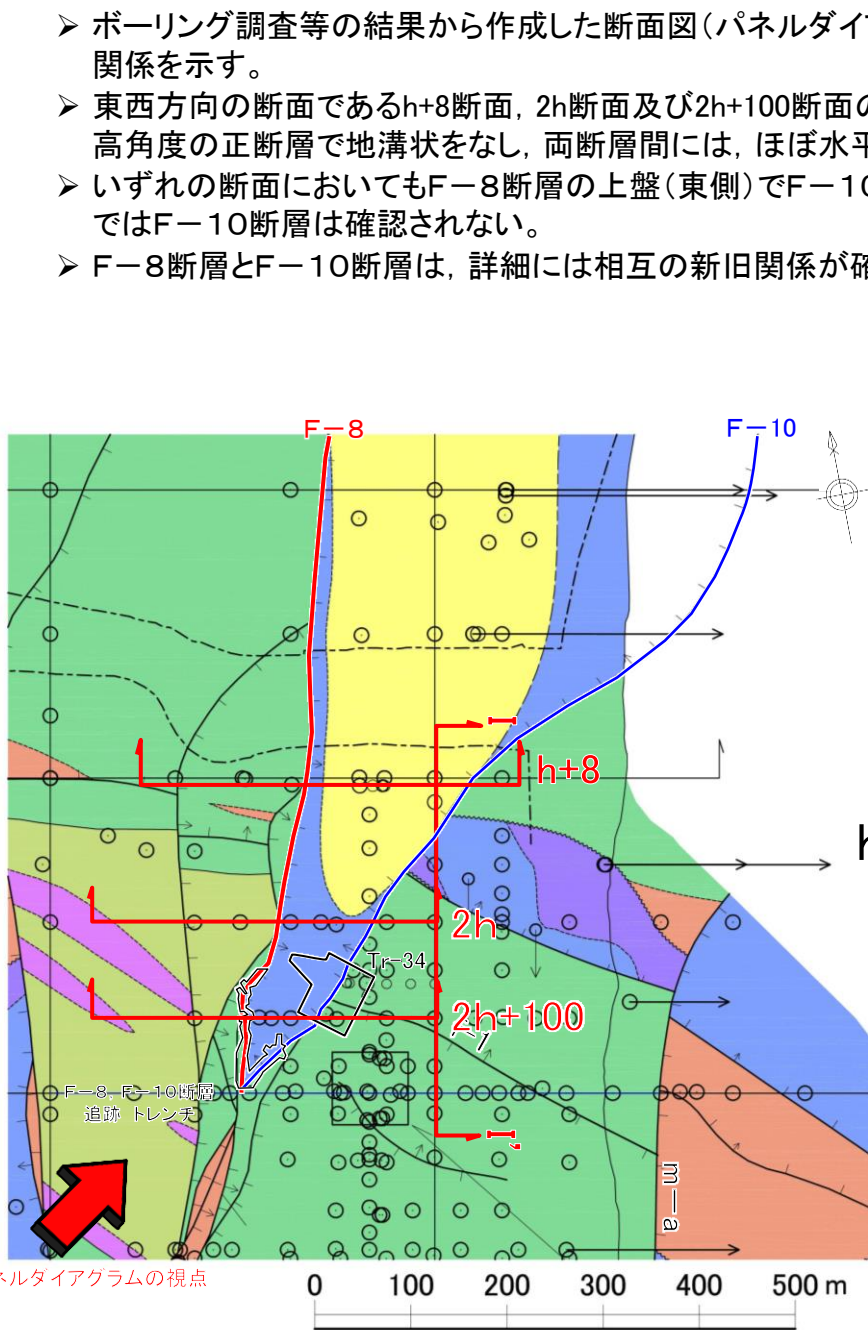 ➢ ボーリング調査等の結果から作成した断面図(パネルダイア
関係を示す。
➢ 東西方向の断面であるh+8断面,2h断面及び2h+100断面の
高角度の正断層で地溝状をなし,両断層間には,ほぼ水平
➢ いずれの断面においてもF-8断層の上盤(東側)でF-10
ではF-10断層は確認されない。
➢ F-8断層とF-10断層は,詳細には相互の新旧関係が確
F-8
F-10
h+8
h
2h
Tr-34
2h+100
F-8,F-10断層
追跡 トレンチ
m-a
ネルダイアグラムの視点
0 100 200 300 400 500 m